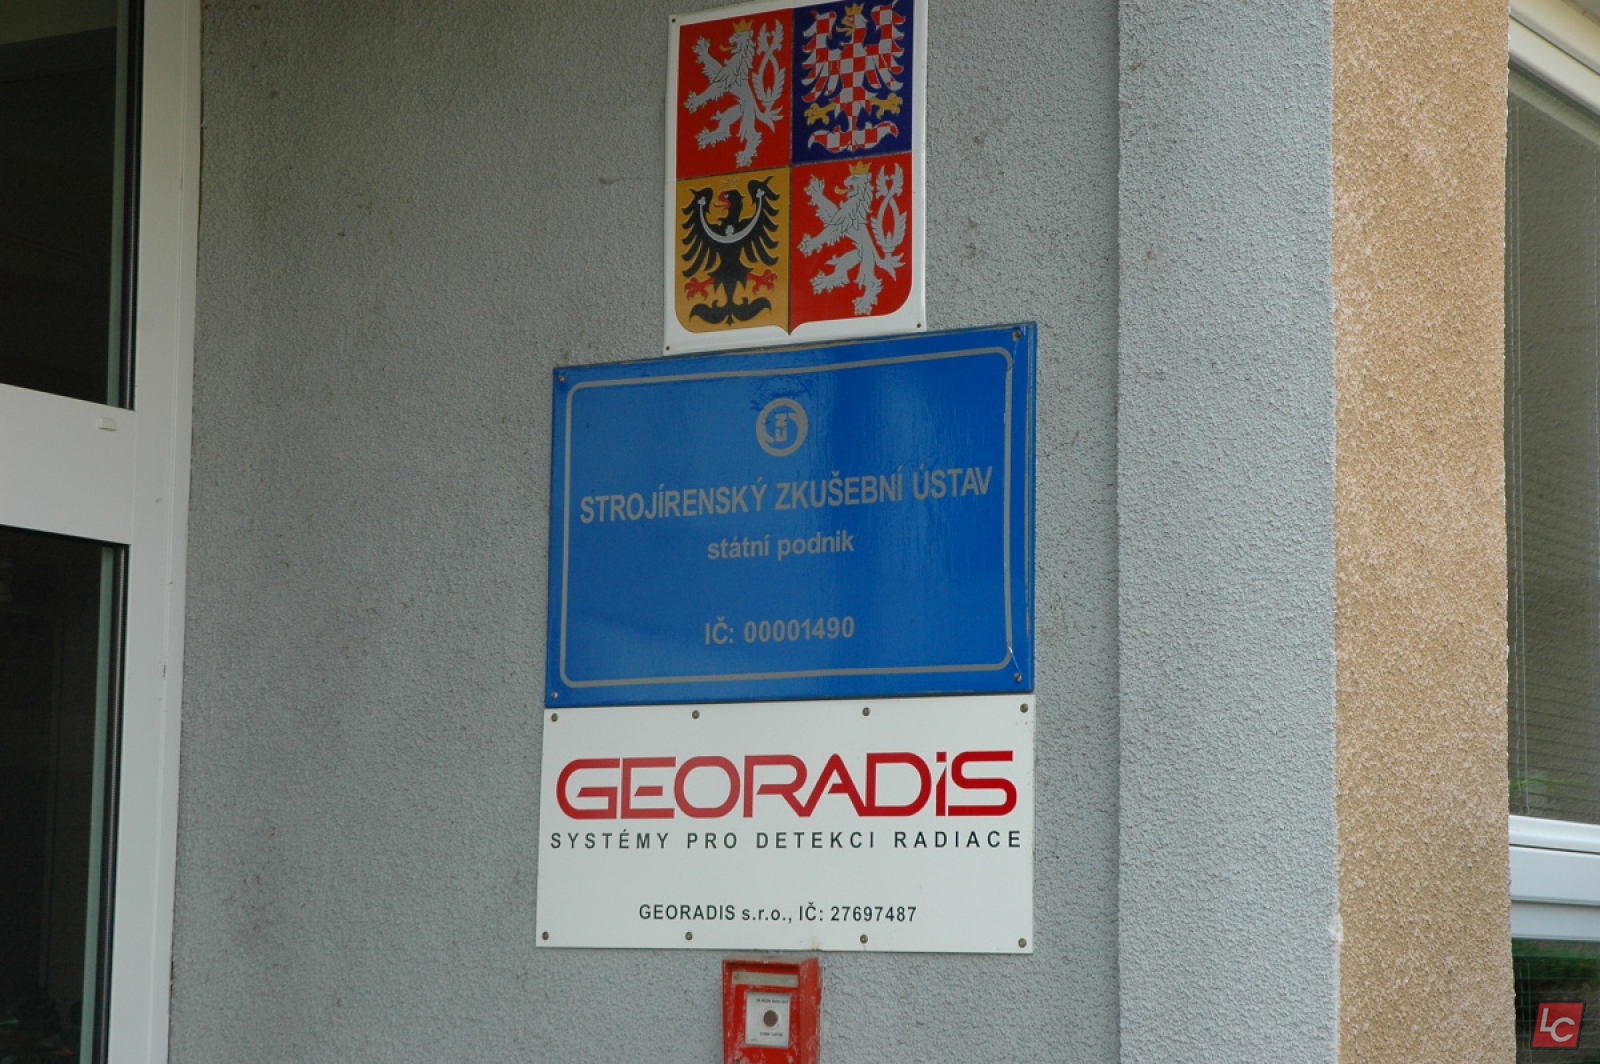 STROJÍRENSKÝ ZKUŠEBNÍ ÚSTAV
státní podnik
IČ: 00001490
GEORADiS
SYSTÉMY PRO DETEKCI RADIACE
GEORADIS s.r.o., IČ: 27697487
LC